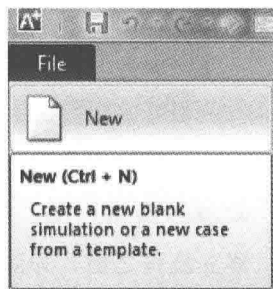 File
New
New (Ctrl + N)
Create a new blank
simulation or a new case
from a template.